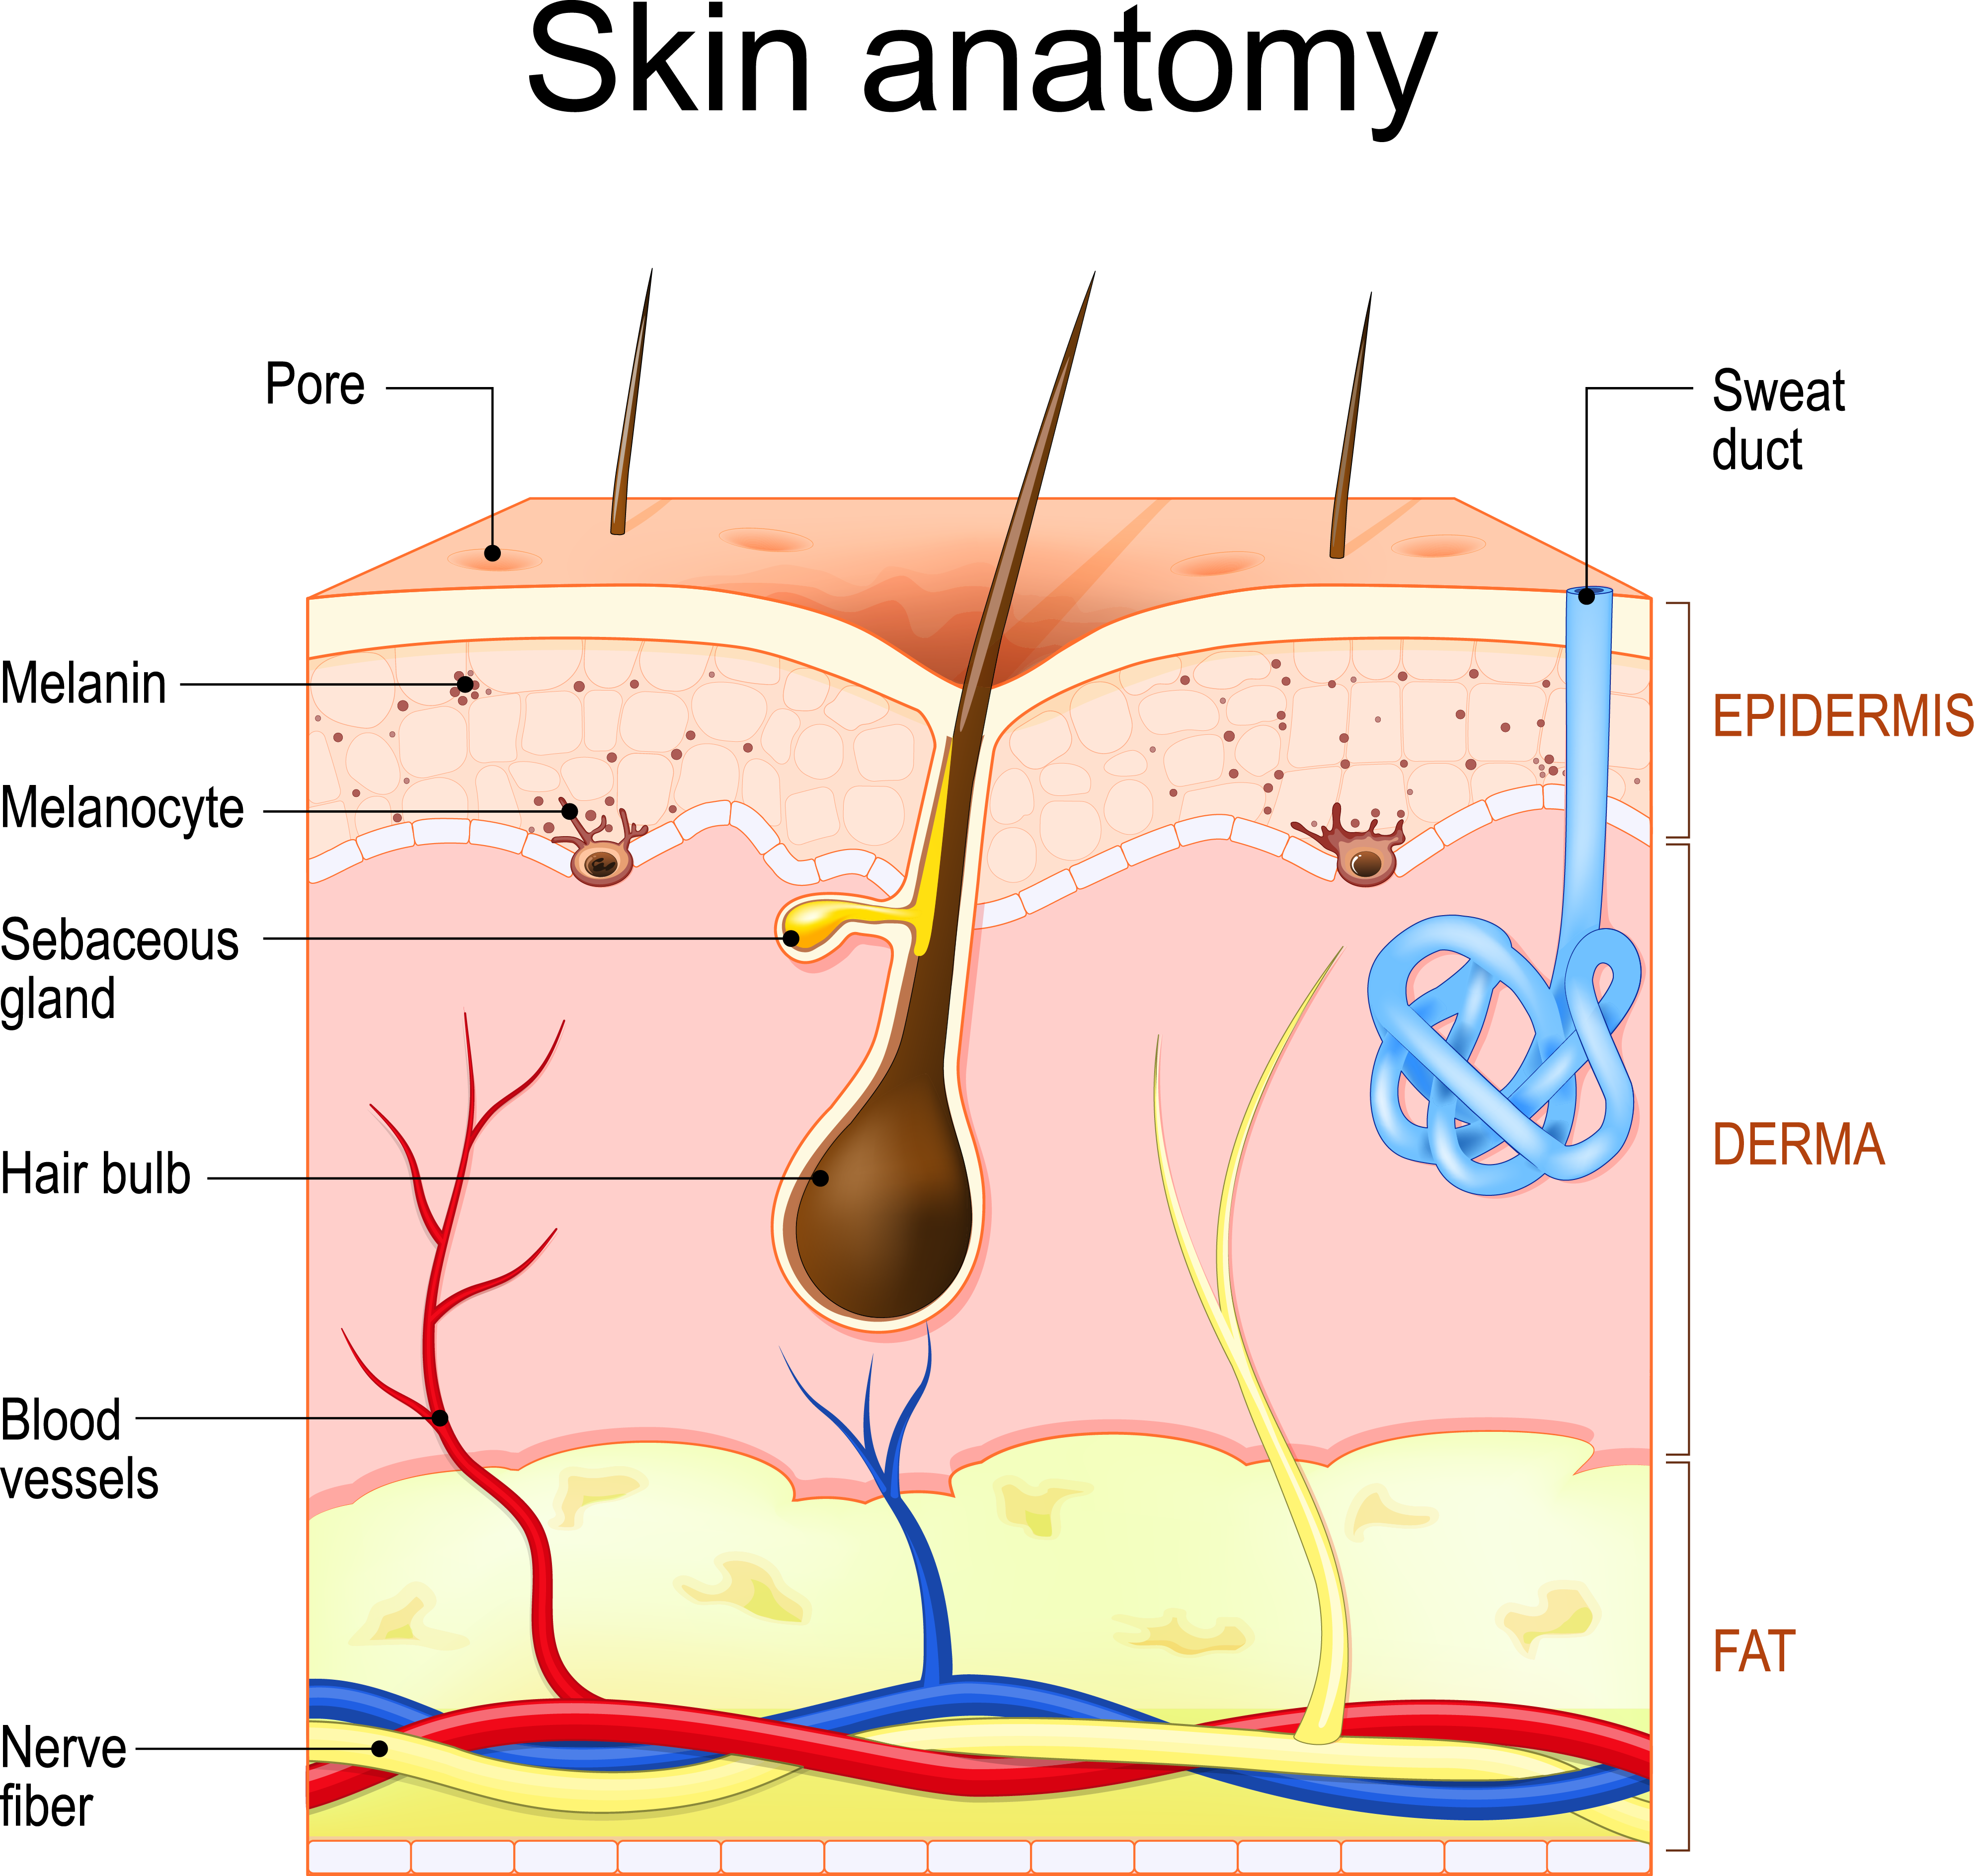 Skin anatomy
Pore
Sweat
duct
Melanin
EPIDERMIS
Melanocyte
Sebaceous
gland
DERMA
Hair bulb
Blood
vessels
FAT
Nerve
fiber